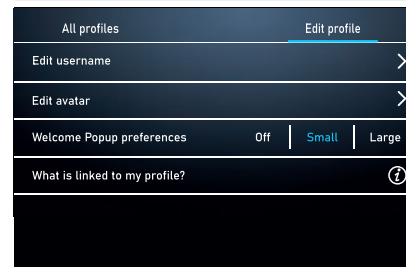 All profiles Edit profile
Edit username
Edit avatar
Welcome Popup preferences Off Small Large
What is linked to my profile? i